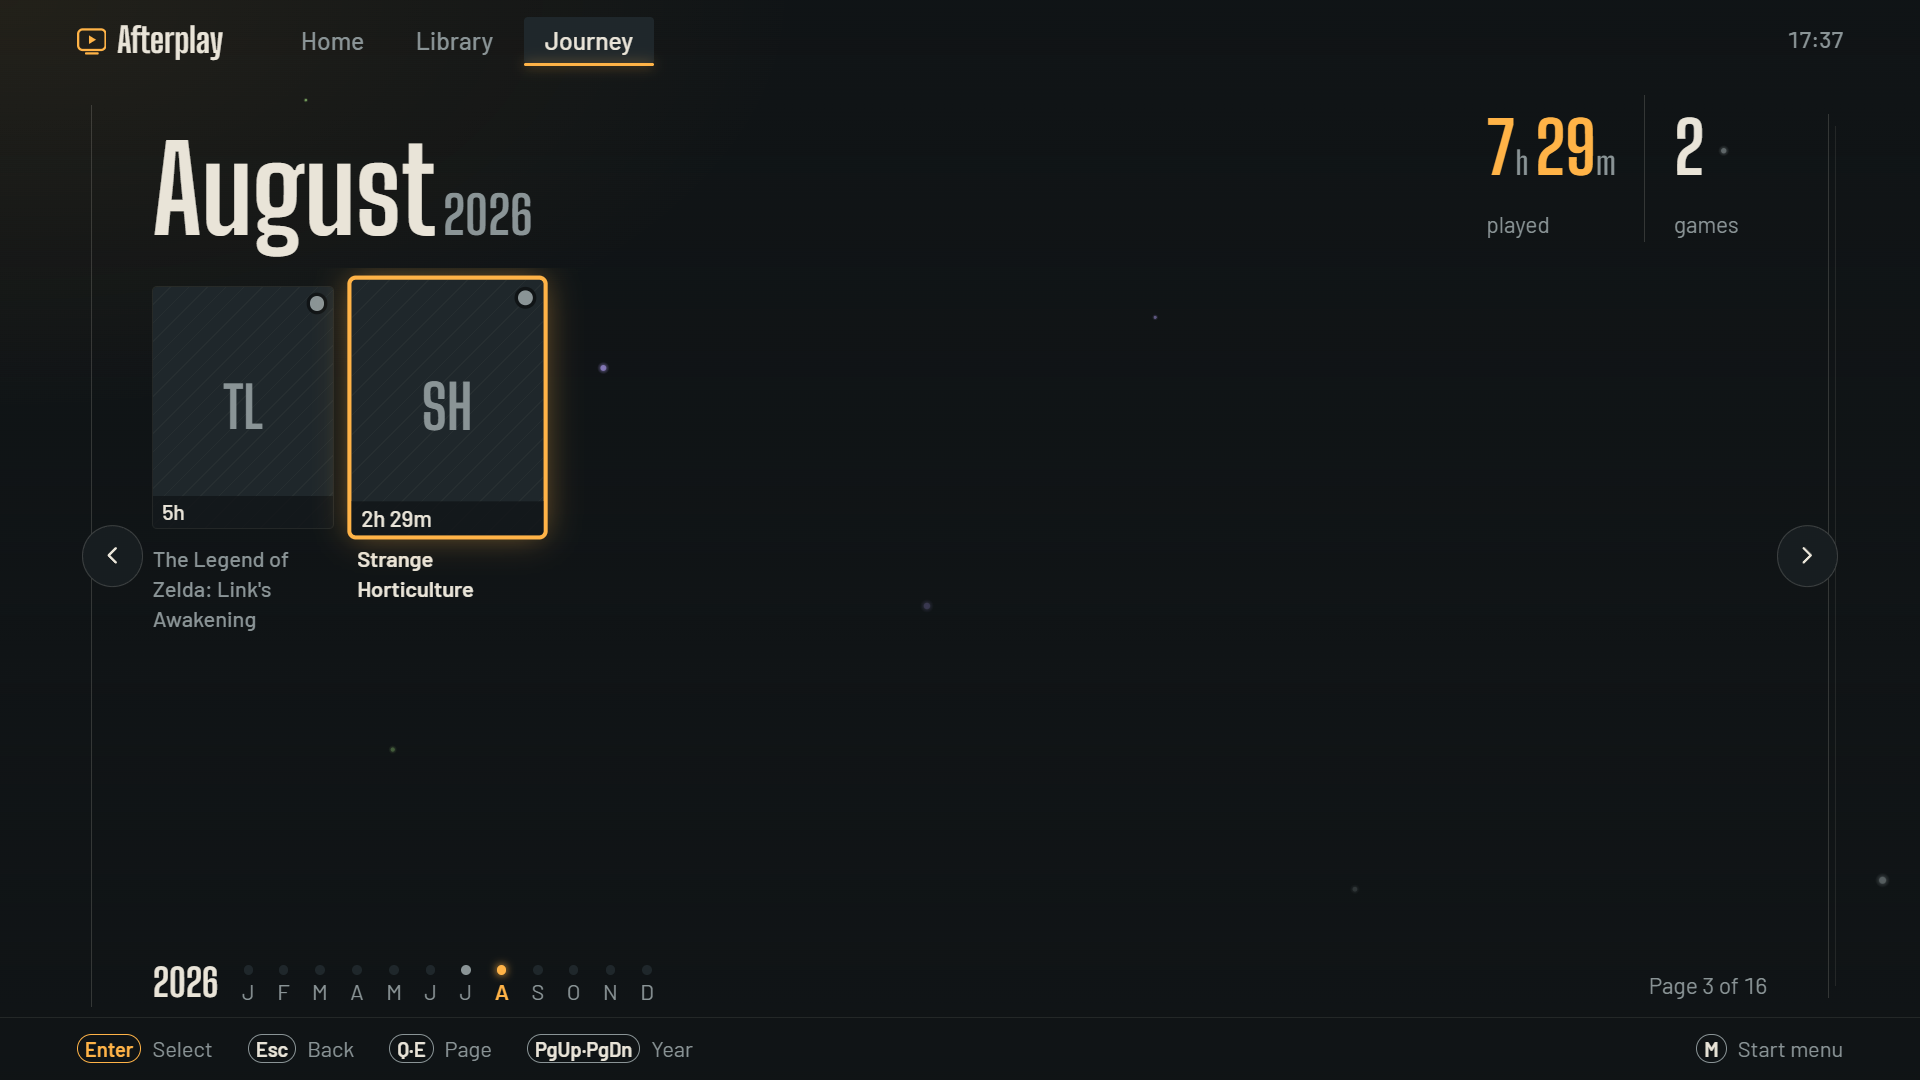 Afterplay
Home
Library
Journey
17:37
August 2026
7h 29m
played
2
games
TL
5h
The Legend of
Zelda: Link's
Awakening
SH
2h 29m
Strange
Horticulture
2026
J F M A M J J A S O N D
Page 3 of 16
Enter Select
Esc Back
Q·E Page
PgUp·PgDn Year
M Start menu